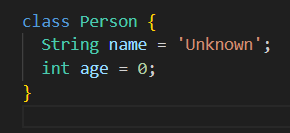 class Person {
  String name = 'Unknown';
  int age = 0;
}